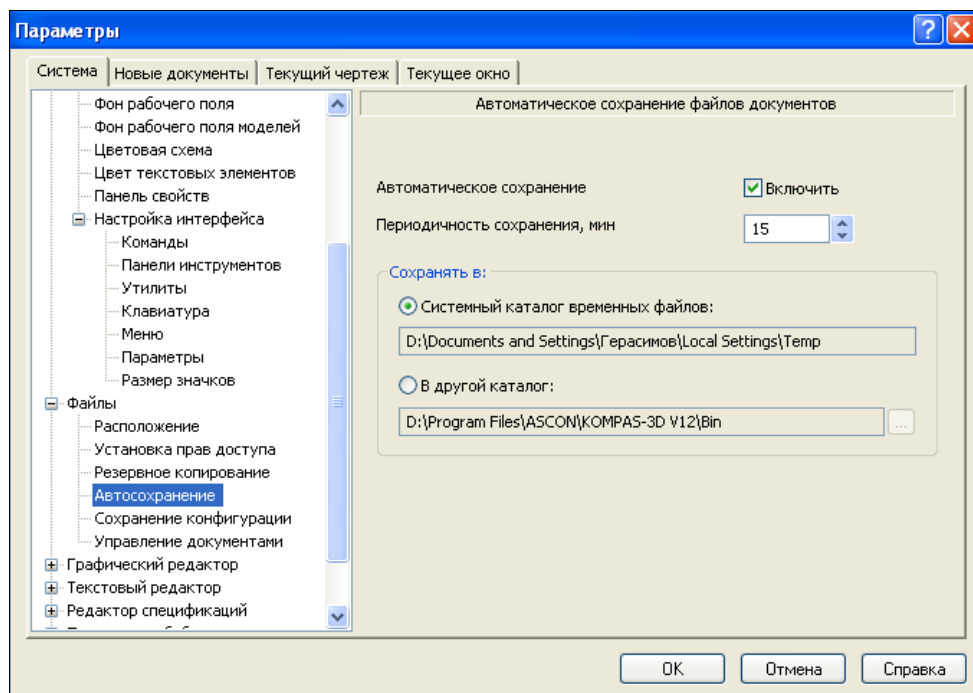 Параметры
Система Новые документы Текущий чертеж Текущее окно
Фон рабочего поля
Фон рабочего поля моделей
Цветовая схема
Цвет текстовых элементов
Панель свойств
Настройка интерфейса
Команды
Панели инструментов
Утилиты
Клавиатура
Меню
Параметры
Размер значков
Файлы
Расположение
Установка прав доступа
Резервное копирование
Автосохранение
Сохранение конфигурации
Управление документами
Графический редактор
Текстовый редактор
Редактор спецификаций
Автоматическое сохранение файлов документов
Автоматическое сохранение Включить
Периодичность сохранения, мин 15
Сохранять в:
Системный каталог временных файлов:
D:\Documents and Settings\Герасимов\Local Settings\Temp
В другой каталог:
D:\Program Files\ASCON\KOMPAS-3D V12\Bin
...
OK Отмена Справка